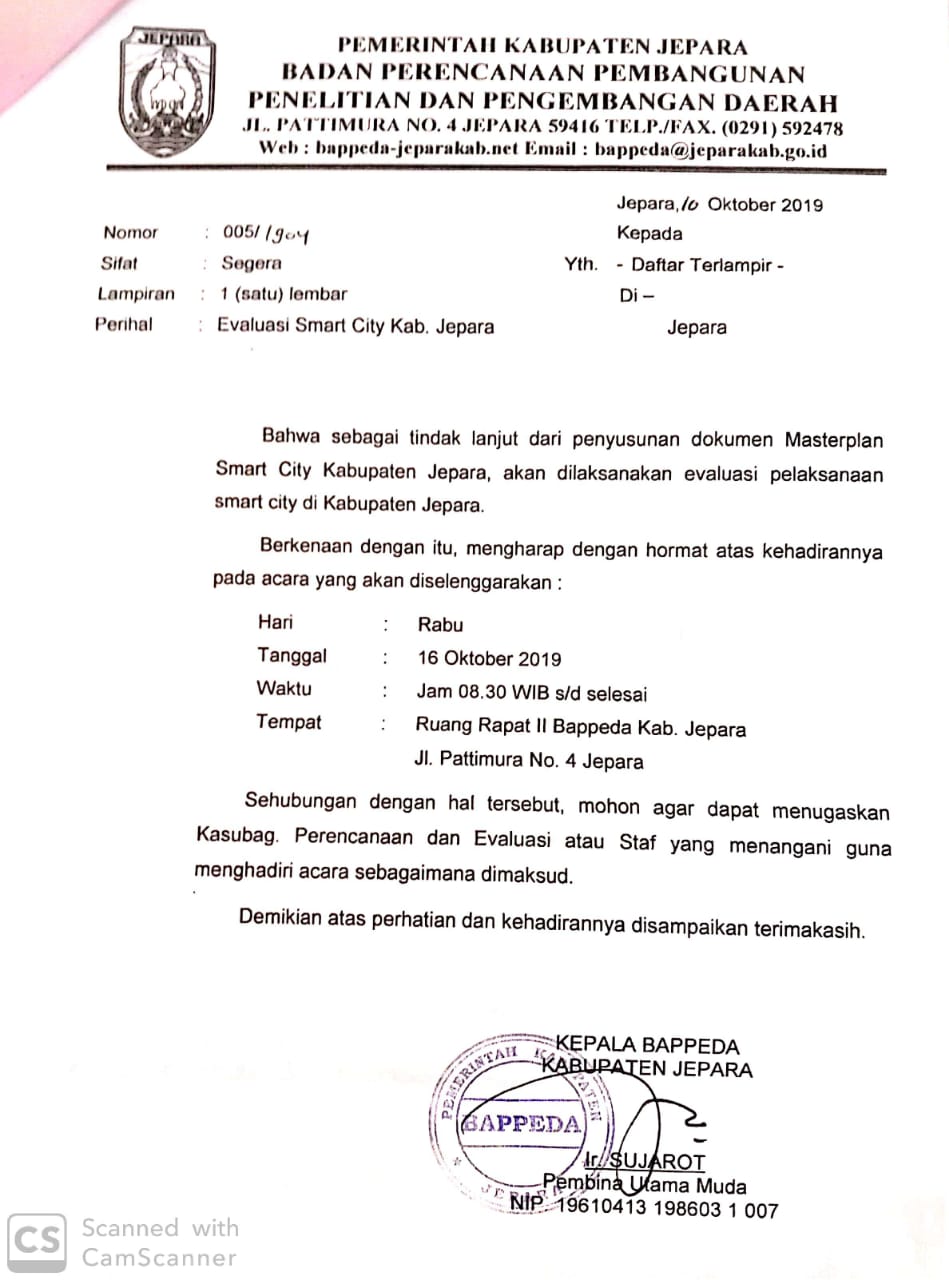 JEPARA
PEMERINTAH KABUPATEN JEPARA
BADAN PERENCANAAN PEMBANGUNAN
PENELITIAN DAN PENGEMBANGAN DAERAH
Jl.. PATTIMURA NO. 4 JEPARA 59416 TELP./FAX. (0291) 592478
Web : bappeda-jeparakab.net Email : bappeda@jeparakab.go.id
Jepara, 10 Oktober 2019
Nomor : 005/1904
Kepada
Sifat : Segera
Yth. - Daftar Terlampir -
Lampiran : 1 (satu) lembar
Di –
Perihal : Evaluasi Smart City Kab. Jepara
Jepara
Bahwa sebagai tindak lanjut dari penyusunan dokumen Masterplan
Smart City Kabupaten Jepara, akan dilaksanakan evaluasi pelaksanaan
smart city di Kabupaten Jepara.
Berkenaan dengan itu, mengharap dengan hormat atas kehadirannya
pada acara yang akan diselenggarakan :
Hari : Rabu
Tanggal : 16 Oktober 2019
Waktu : Jam 08.30 WIB s/d selesai
Tempat : Ruang Rapat II Bappeda Kab. Jepara
Jl. Pattimura No. 4 Jepara
Sehubungan dengan hal tersebut, mohon agar dapat menugaskan
Kasubag. Perencanaan dan Evaluasi atau Staf yang menangani guna
menghadiri acara sebagaimana dimaksud.
Demikian atas perhatian dan kehadirannya disampaikan terimakasih.
KEPALA BAPPEDA
KABUPATEN JEPARA
PEMERINTAH KABUPATEN
BAPPEDA
JEPARA
Ir. SUJAROT
Pembina Utama Muda
NIP. 19610413 198603 1 007
CS Scanned with
CamScanner